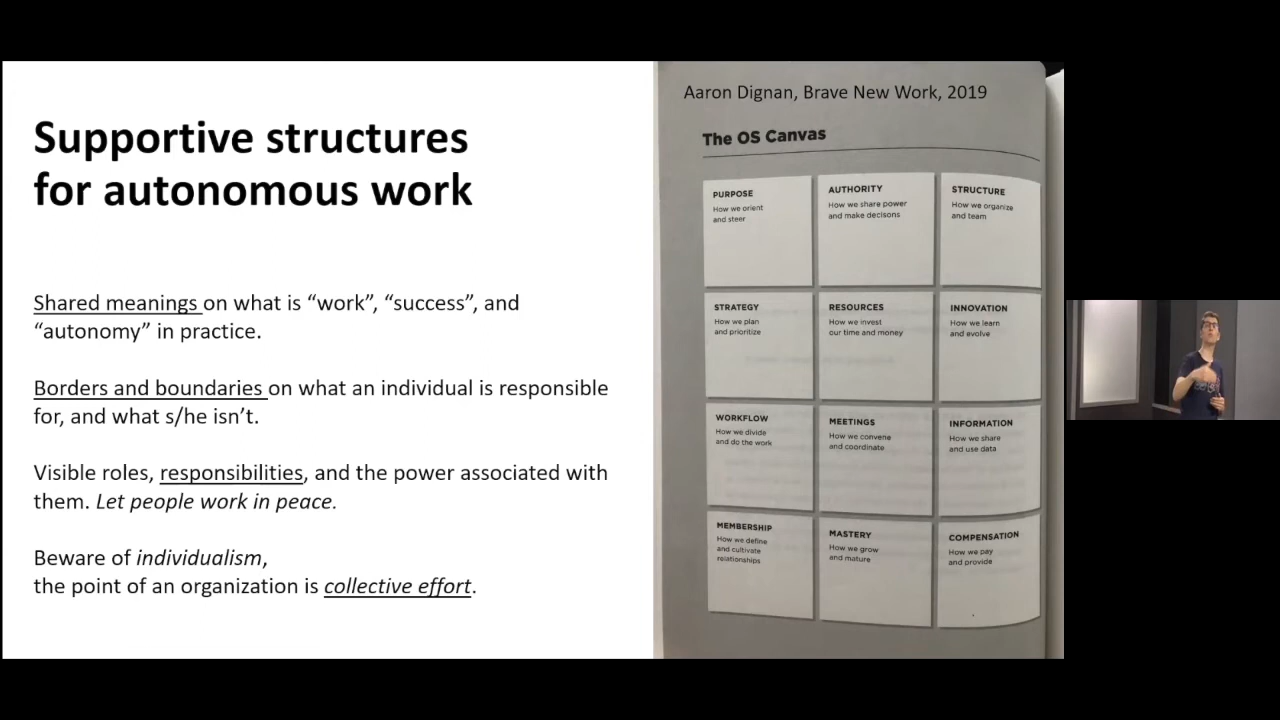 Supportive structures
for autonomous work
Shared meanings on what is “work”, “success”, and
“autonomy” in practice.
Borders and boundaries on what an individual is responsible
for, and what s/he isn’t.
Visible roles, responsibilities, and the power associated with
them. Let people work in peace.
Beware of individualism,
the point of an organization is collective effort.
Aaron Dignan, Brave New Work, 2019
The OS Canvas
PURPOSE
How we orient
and steer
AUTHORITY
How we share power
and make decisons
STRUCTURE
How we organize
and team
STRATEGY
How we plan
and prioritize
RESOURCES
How we invest
our time and money
INNOVATION
How we learn
and evolve
WORKFLOW
How we divide
and do the work
MEETINGS
How we convene
and coordinate
INFORMATION
How we share
and use data
MEMBERSHIP
How we define
and cultivate
relationships
MASTERY
How we grow
and mature
COMPENSATION
How we pay
and provide